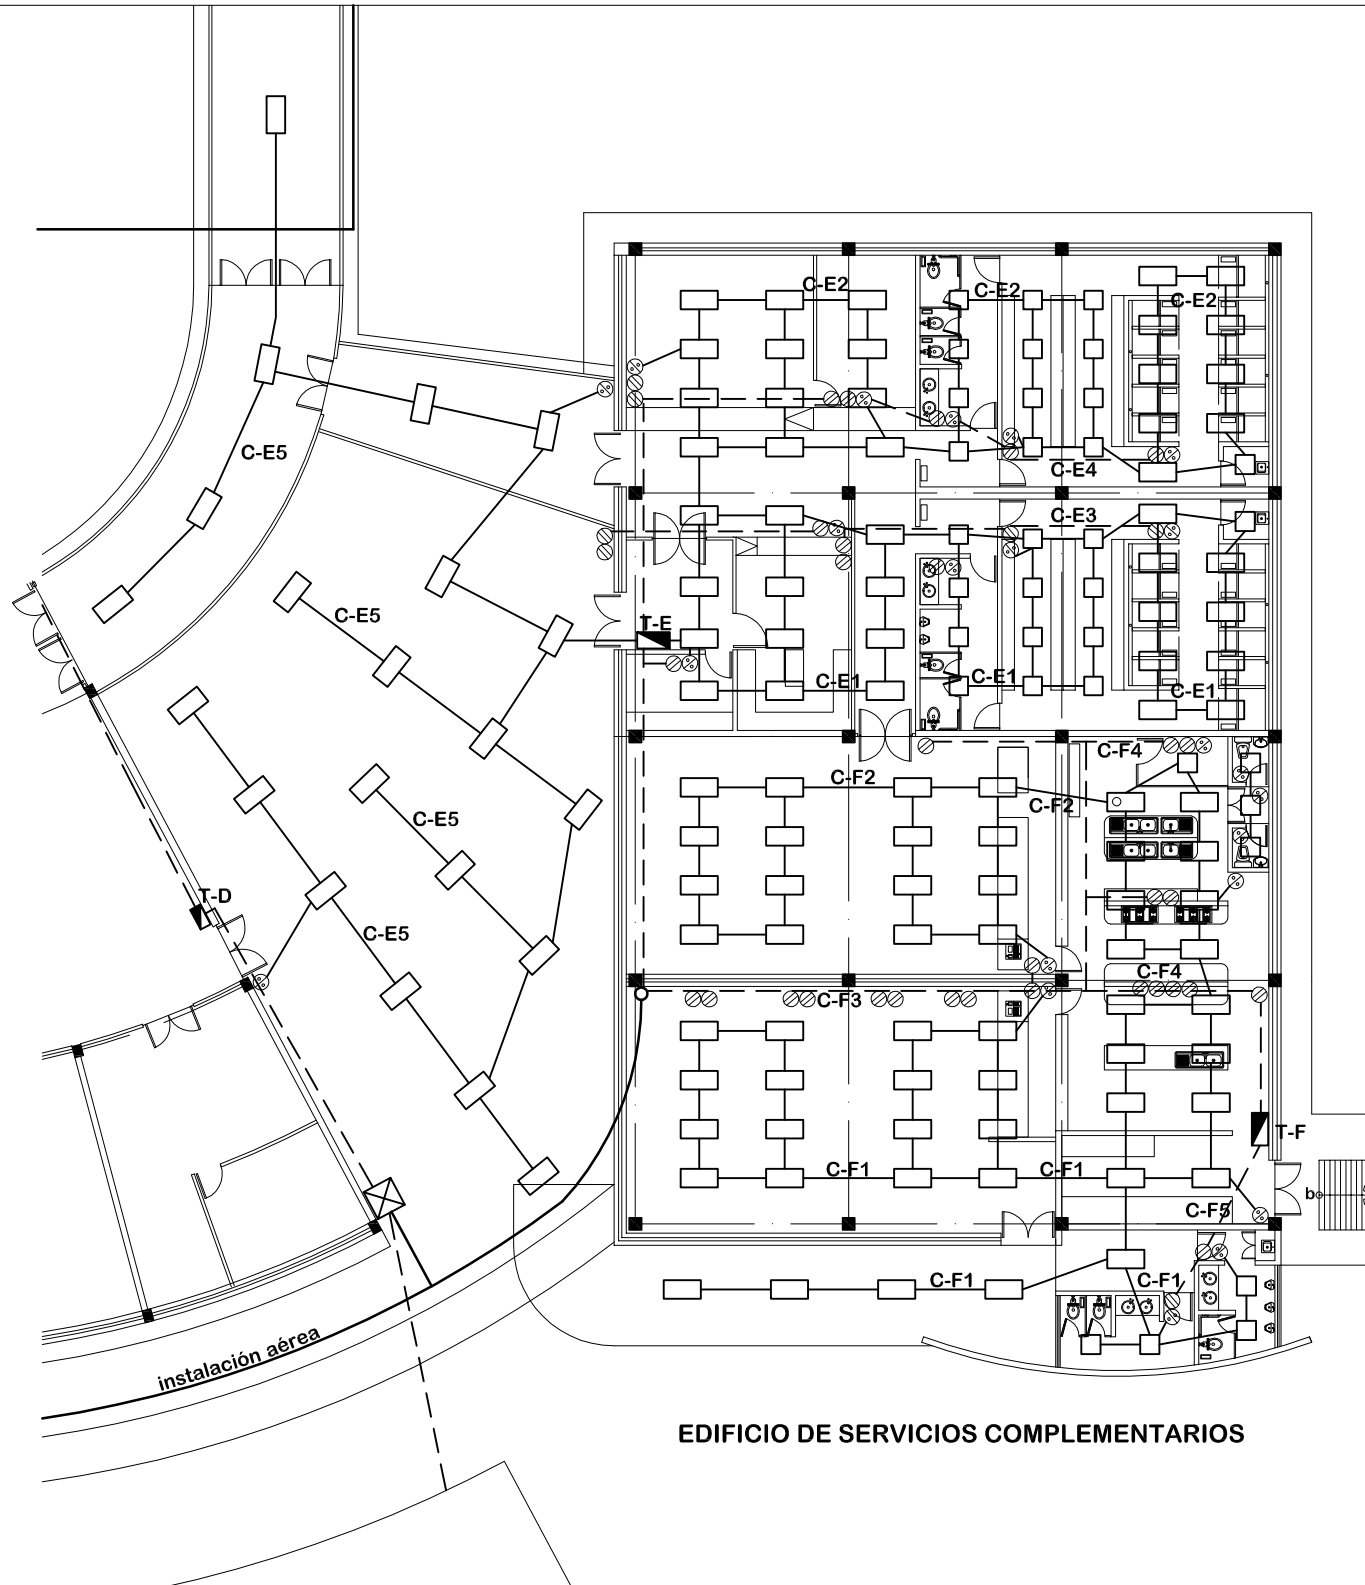 C-E2
C-E2
C-E2
C-E5
C-E4
C-E3
C-E5
T-E
C-E1
C-E1
C-E1
C-F4
C-F2
C-F2
C-E5
T-D
C-E5
C-F4
C-F3
T-F
C-F1
C-F1
b
C-F5
C-F1
C-F1
instalación aérea
EDIFICIO DE SERVICIOS COMPLEMENTARIOS